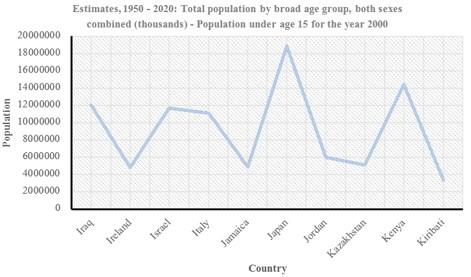 Estimates, 1950 - 2020: Total population by broad age group, both sexes
combined (thousands) - Population under age 15 for the year 2000
20000000
18000000
16000000
14000000
12000000
10000000
8000000
6000000
4000000
2000000
0
Population
Iraq
Ireland
Israel
Italy
Jamaica
Japan
Jordan
Kazakhstan
Kenya
Kiribati
Country